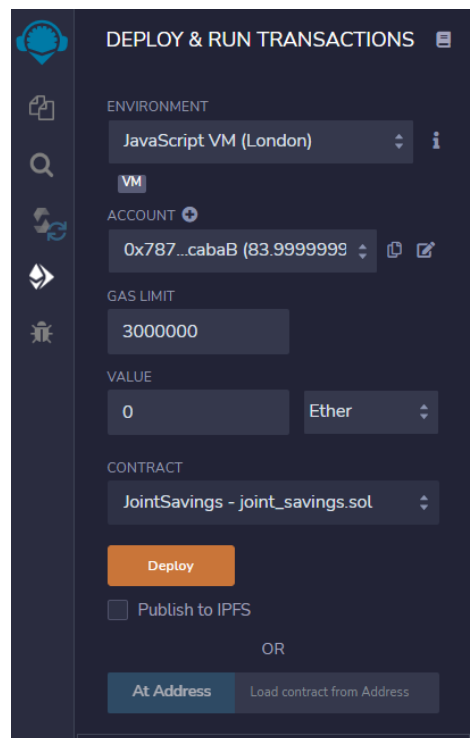 DEPLOY & RUN TRANSACTIONS
ENVIRONMENT
JavaScript VM (London)
VM
ACCOUNT
0x787...cabaB (83.9999999
GAS LIMIT
3000000
VALUE
0 Ether
CONTRACT
JointSavings - joint_savings.sol
Deploy
Publish to IPFS
OR
At Address Load contract from Address